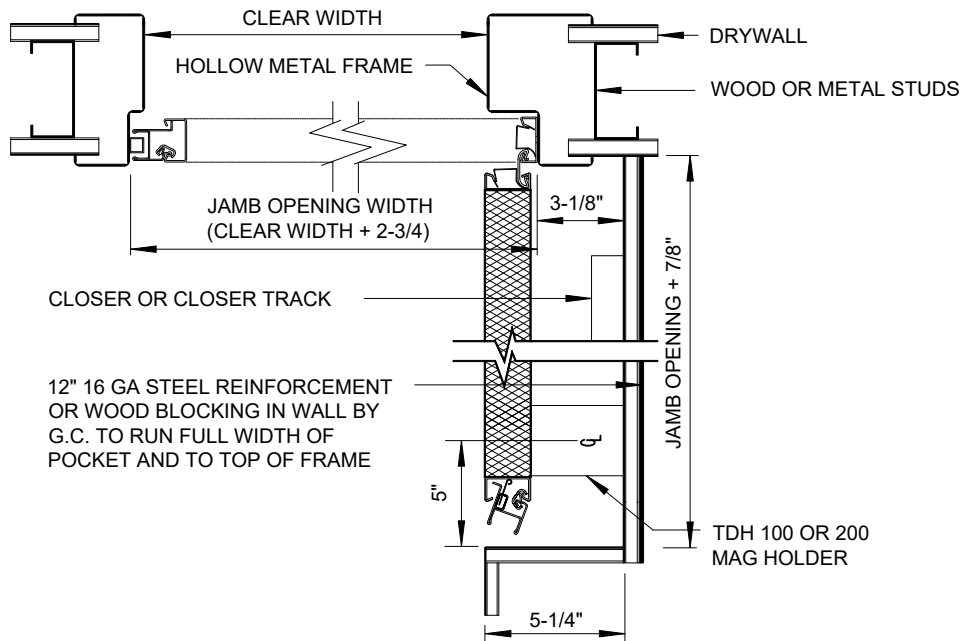 CLEAR WIDTH
DRYWALL
HOLLOW METAL FRAME
WOOD OR METAL STUDS
JAMB OPENING WIDTH
(CLEAR WIDTH + 2-3/4)
3-1/8"
CLOSER OR CLOSER TRACK
JAMB OPENING + 7/8"
12" 16 GA STEEL REINFORCEMENT
OR WOOD BLOCKING IN WALL BY
G.C. TO RUN FULL WIDTH OF
POCKET AND TO TOP OF FRAME
CL
5"
TDH 100 OR 200
MAG HOLDER
5-1/4"